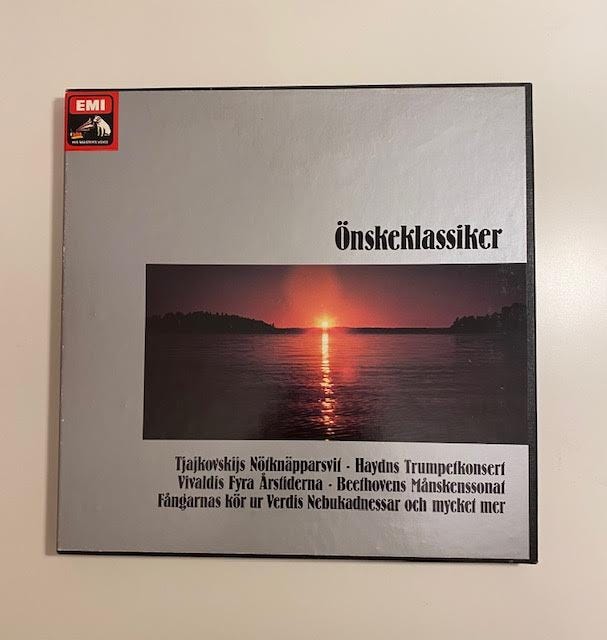 EMI
HIS MASTER'S VOICE
Önskeklassiker
Tjajkovskijs Nötknäpparsvit · Haydns Trumpetkonsert
Vivaldis Fyra Årstiderna · Beethovens Månskenssonat
Fångarnas kör ur Verdis Nebukadnessar och mycket mer